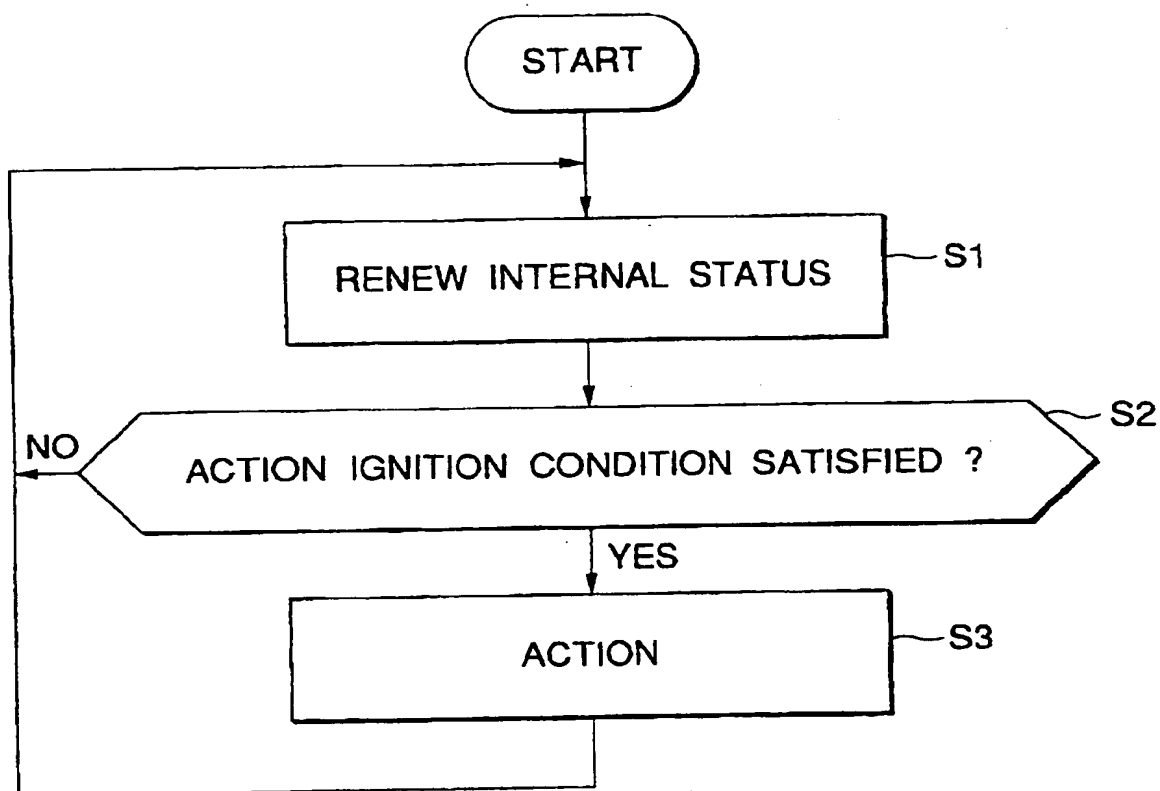 START
RENEW INTERNAL STATUS
S1
ACTION IGNITION CONDITION SATISFIED ?
S2
NO
YES
ACTION
S3